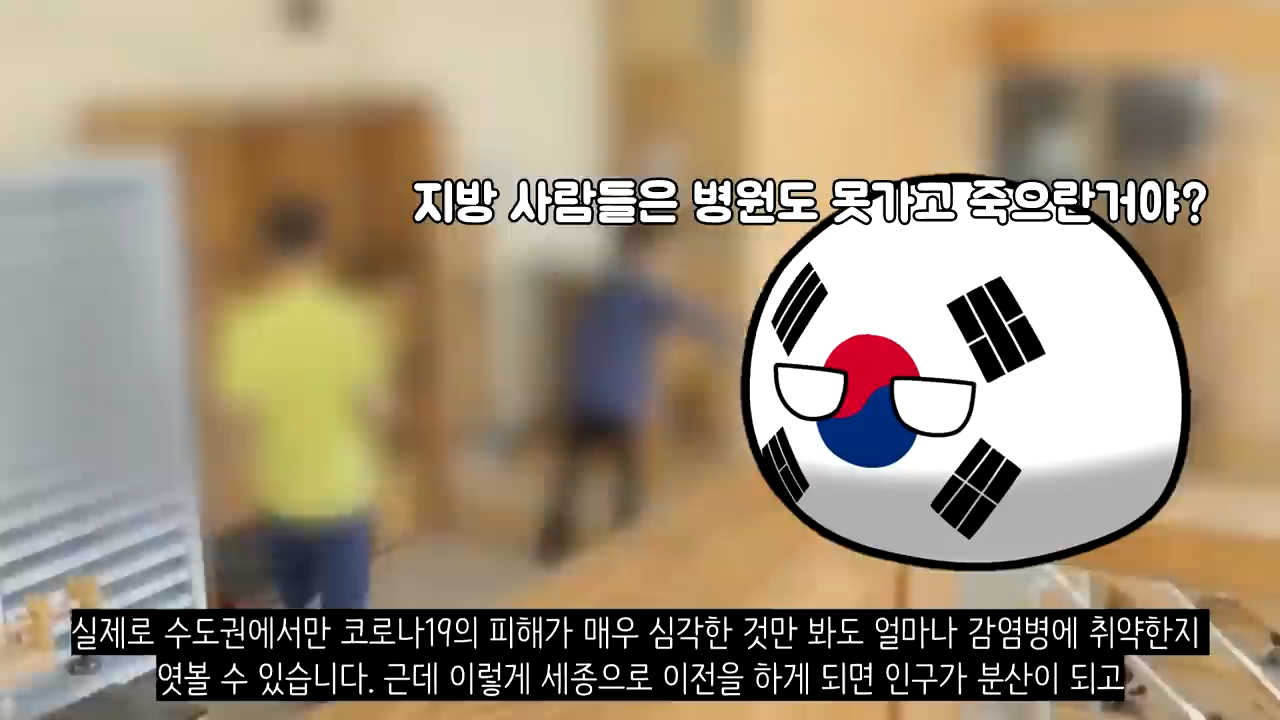 지방 사람들은 병원도 못가고 죽으란거야?
실제로 수도권에서만 코로나19의 피해가 매우 심각한 것만 봐도 얼마나 감염병에 취약한지
엿볼 수 있습니다. 근데 이렇게 세종으로 이전을 하게 되면 인구가 분산이 되고